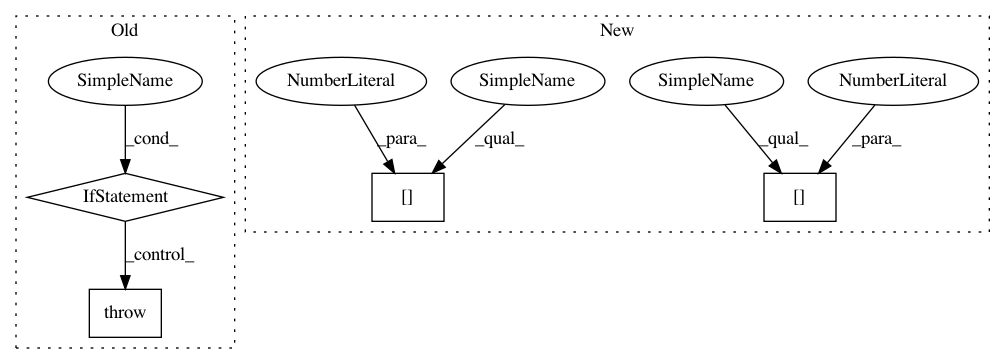 Old
New
SimpleName
NumberLiteral
SimpleName
SimpleName
NumberLiteral
_cond_
_para_
_qual_
_qual_
_para_
IfStatement
[]
[]
_control_
throw